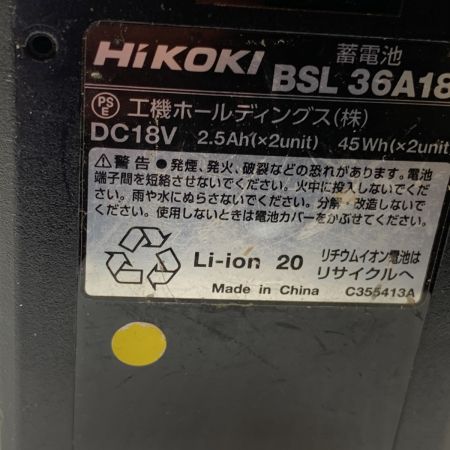 HiKOKI 蓄電池
BSL 36A18
PSE 工機ホールディングス(株)
DC18V 2.5Ah(×2unit) 45Wh(×2unit
⚠警告 ●発煙、発火、破裂などの恐れがあります。電池
端子間を短絡させないでください。火中に投入しないでくだ
さい。雨や水にぬらさないでください。分解・改造しないで
ください。使用しないときは電池カバーをかぶせてください。
Li-ion 20 リチウムイオン電池は
リサイクルへ
Made in China C355413A